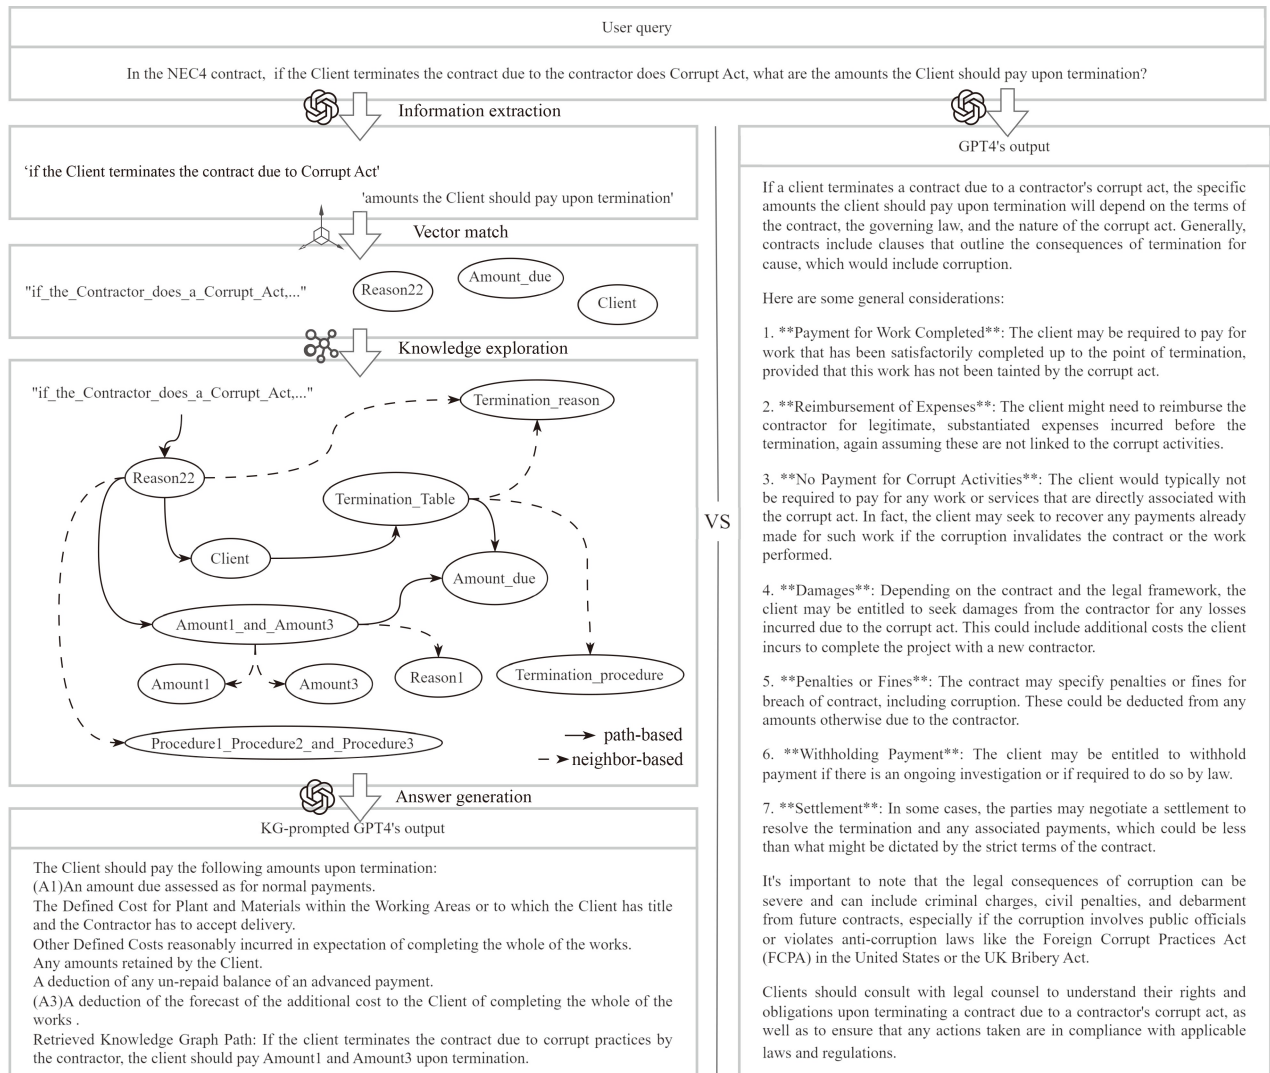 User query
In the NEC4 contract, if the Client terminates the contract due to the contractor does Corrupt Act, what are the amounts the Client should pay upon termination?
Information extraction
'if the Client terminates the contract due to Corrupt Act'
'amounts the Client should pay upon termination'
Vector match
"if_the_Contractor_does_a_Corrupt_Act,..."
Reason22
Amount_due
Client
Knowledge exploration
"if_the_Contractor_does_a_Corrupt_Act,..."
Termination_reason
Reason22
Termination_Table
Client
Amount_due
Amount1_and_Amount3
Amount1
Amount3
Reason1
Termination_procedure
Procedure1_Procedure2_and_Procedure3
path-based
neighbor-based
Answer generation
KG-prompted GPT4's output
The Client should pay the following amounts upon termination:
(A1)An amount due assessed as for normal payments.
The Defined Cost for Plant and Materials within the Working Areas or to which the Client has title
and the Contractor has to accept delivery.
Other Defined Costs reasonably incurred in expectation of completing the whole of the works.
Any amounts retained by the Client.
A deduction of any un-repaid balance of an advanced payment.
(A3)A deduction of the forecast of the additional cost to the Client of completing the whole of the
works .
Retrieved Knowledge Graph Path: If the client terminates the contract due to corrupt practices by
the contractor, the client should pay Amount1 and Amount3 upon termination.
VS
GPT4's output
If a client terminates a contract due to a contractor's corrupt act, the specific
amounts the client should pay upon termination will depend on the terms of
the contract, the governing law, and the nature of the corrupt act. Generally,
contracts include clauses that outline the consequences of termination for
cause, which would include corruption.
Here are some general considerations:
1. **Payment for Work Completed**: The client may be required to pay for
work that has been satisfactorily completed up to the point of termination,
provided that this work has not been tainted by the corrupt act.
2. **Reimbursement of Expenses**: The client might need to reimburse the
contractor for legitimate, substantiated expenses incurred before the
termination, again assuming these are not linked to the corrupt activities.
3. **No Payment for Corrupt Activities**: The client would typically not
be required to pay for any work or services that are directly associated with
the corrupt act. In fact, the client may seek to recover any payments already
made for such work if the corruption invalidates the contract or the work
performed.
4. **Damages**: Depending on the contract and the legal framework, the
client may be entitled to seek damages from the contractor for any losses
incurred due to the corrupt act. This could include additional costs the client
incurs to complete the project with a new contractor.
5. **Penalties or Fines**: The contract may specify penalties or fines for
breach of contract, including corruption. These could be deducted from any
amounts otherwise due to the contractor.
6. **Withholding Payment**: The client may be entitled to withhold
payment if there is an ongoing investigation or if required to do so by law.
7. **Settlement**: In some cases, the parties may negotiate a settlement to
resolve the termination and any associated payments, which could be less
than what might be dictated by the strict terms of the contract.
It's important to note that the legal consequences of corruption can be
severe and can include criminal charges, civil penalties, and debarment
from future contracts, especially if the corruption involves public officials
or violates anti-corruption laws like the Foreign Corrupt Practices Act
(FCPA) in the United States or the UK Bribery Act.
Clients should consult with legal counsel to understand their rights and
obligations upon terminating a contract due to a contractor's corrupt act, as
well as to ensure that any actions taken are in compliance with applicable
laws and regulations.